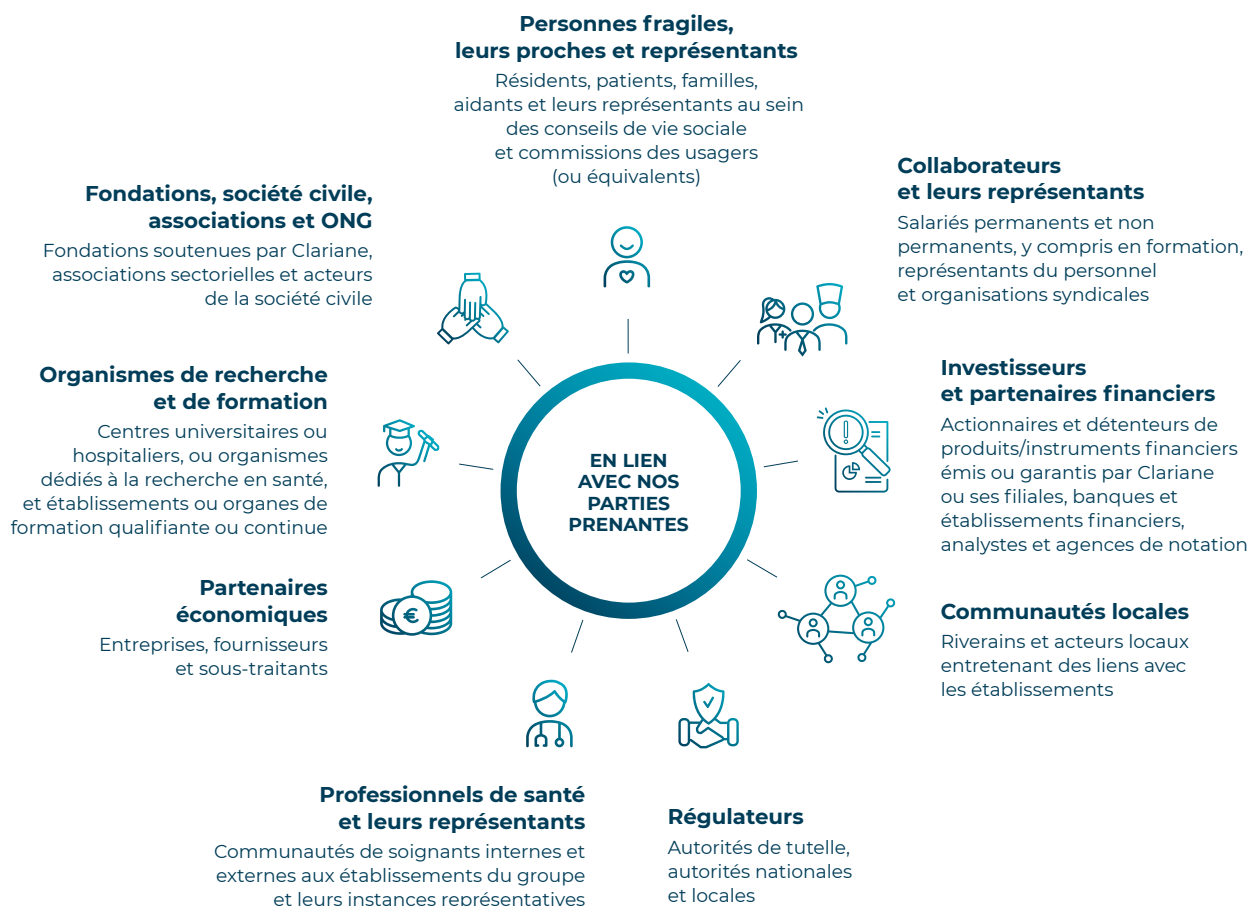 Personnes fragiles,
leurs proches et représentants
Résidents, patients, familles,
aidants et leurs représentants au sein
des conseils de vie sociale
et commissions des usagers
(ou équivalents)
Collaborateurs
et leurs représentants
Salariés permanents et non
permanents, y compris en formation,
représentants du personnel
et organisations syndicales
Investisseurs
et partenaires financiers
Actionnaires et détenteurs de
produits/instruments financiers
émis ou garantis par Clariane
ou ses filiales, banques et
établissements financiers,
analystes et agences de notation
Communautés locales
Riverains et acteurs locaux
entretenant des liens avec
les établissements
Régulateurs
Autorités de tutelle,
autorités nationales
et locales
Professionnels de santé
et leurs représentants
Communautés de soignants internes et
externes aux établissements du groupe
et leurs instances représentatives
Partenaires
économiques
Entreprises, fournisseurs
et sous-traitants
€
Organismes de recherche
et de formation
Centres universitaires ou
hospitaliers, ou organismes
dédiés à la recherche en santé,
et établissements ou organes de
formation qualifiante ou continue
Fondations, société civile,
associations et ONG
Fondations soutenues par Clariane,
associations sectorielles et acteurs
de la société civile
EN LIEN
AVEC NOS
PARTIES
PRENANTES